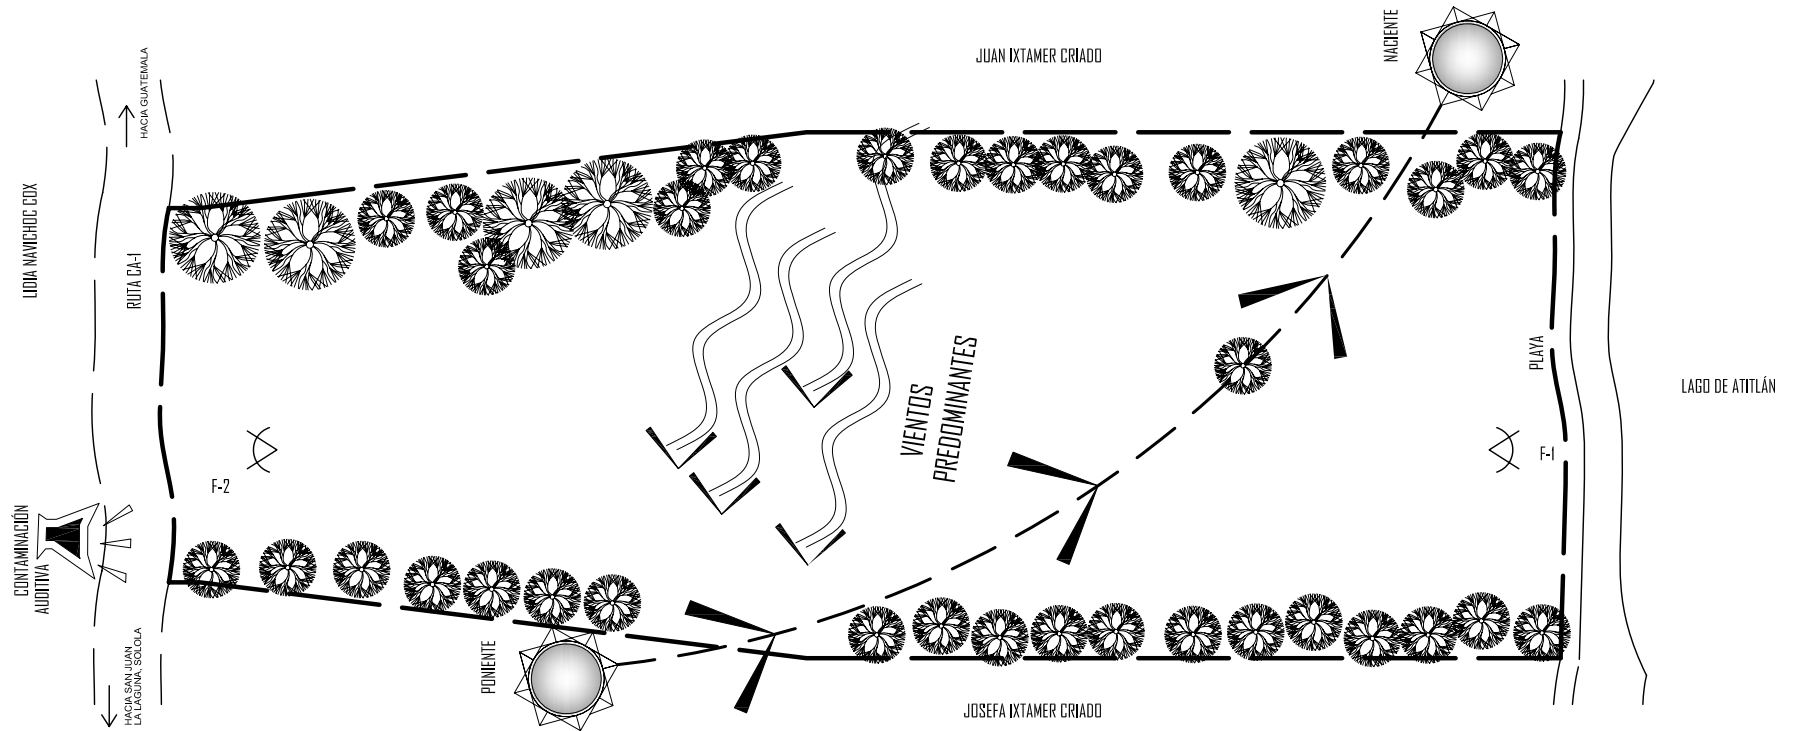 JUAN IXTAMER CRIADO
NACIENTE
HACIA GUATEMALA
LIDIA NAVICHOC COX
RUTA CA-1
VIENTOS
PREDOMINANTES
PLAYA
LAGO DE ATITLÁN
F-2
F-1
CONTAMINACIÓN
AUDITIVA
HACIA SAN JUAN
LA LAGUNA, SOLOLA
PONIENTE
JOSEFA IXTAMER CRIADO